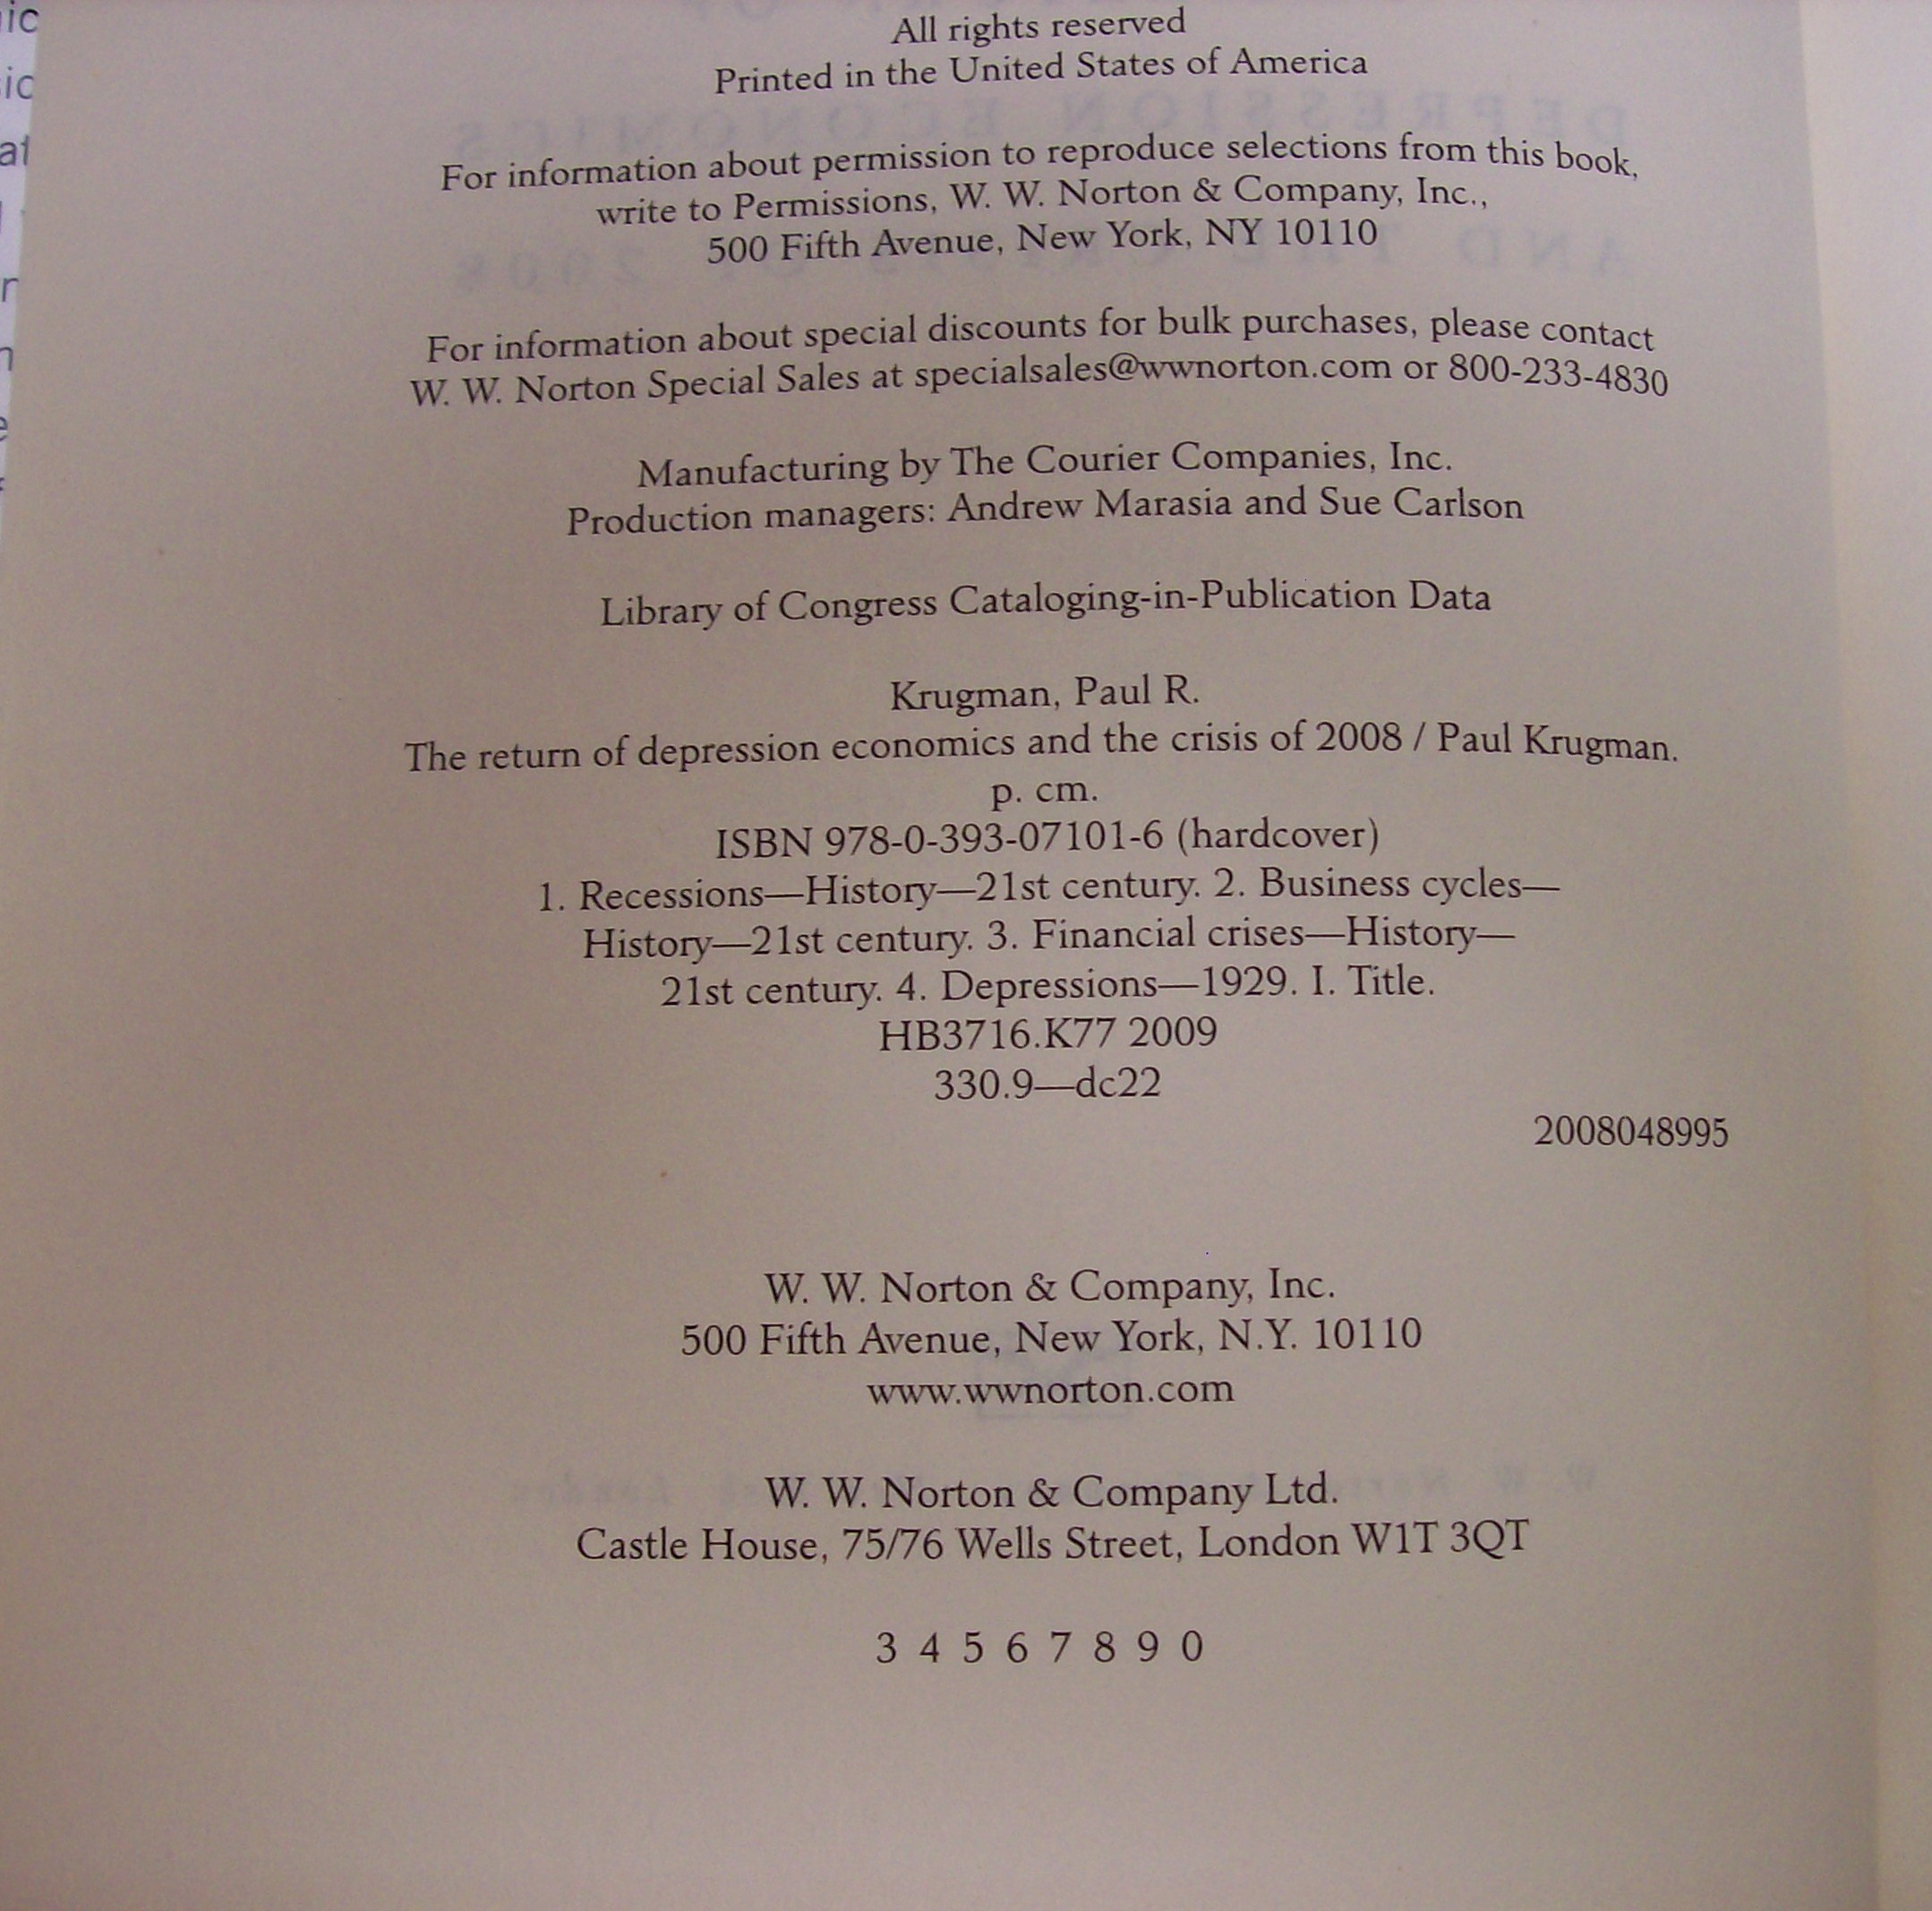 All rights reserved
Printed in the United States of America
For information about permission to reproduce selections from this book,
write to Permissions, W. W. Norton & Company, Inc.,
500 Fifth Avenue, New York, NY 10110
For information about special discounts for bulk purchases, please contact
W. W. Norton Special Sales at specialsales@wwnorton.com or 800-233-4830
Manufacturing by The Courier Companies, Inc.
Production managers: Andrew Marasia and Sue Carlson
Library of Congress Cataloging-in-Publication Data
Krugman, Paul R.
The return of depression economics and the crisis of 2008 / Paul Krugman.
p. cm.
ISBN 978-0-393-07101-6 (hardcover)
1. Recessions—History—21st century. 2. Business cycles—
History—21st century. 3. Financial crises—History—
21st century. 4. Depressions—1929. I. Title.
HB3716.K77 2009
330.9—dc22
2008048995
W. W. Norton & Company, Inc.
500 Fifth Avenue, New York, N.Y. 10110
www.wwnorton.com
W. W. Norton & Company Ltd.
Castle House, 75/76 Wells Street, London W1T 3QT
3 4 5 6 7 8 9 0